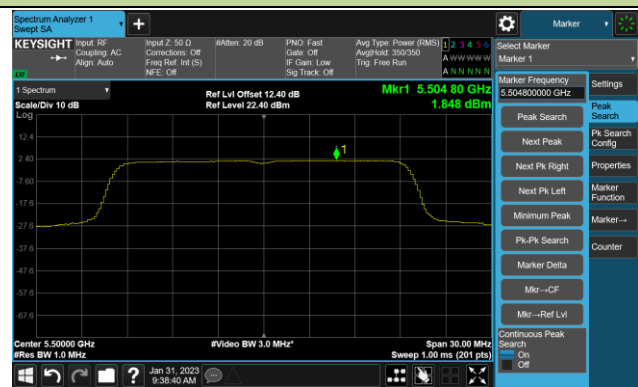 Spectrum Analyzer 1
Swept SA
Marker
KEYSIGHT
Input: RF
Coupling: AC
Align: Auto
Input Z: 50 Ω
Corrections: Off
Freq Ref: Int (S)
NFE: Off
#Atten: 20 dB
PNO: Fast
Gate: Off
IF Gain: Low
Sig Track: Off
Avg Type: Power (RMS)
Avg|Hold: 350/350
Trig: Free Run
1 2 3 4 5 6
A W W W W W
A N N N N N
LVI
Select Marker
Marker 1
1 Spectrum
Scale/Div 10 dB
Log
Ref Lvl Offset 12.40 dB
Ref Level 22.40 dBm
Mkr1 5.504 80 GHz
1.848 dBm
1
12.4
2.40
-7.60
-17.6
-27.6
-37.6
-47.6
-57.6
-67.6
Center 5.50000 GHz
#Res BW 1.0 MHz
#Video BW 3.0 MHz*
Span 30.00 MHz
Sweep 1.00 ms (201 pts)
Marker Frequency
5.504800000 GHz
Peak Search
Next Peak
Next Pk Right
Next Pk Left
Minimum Peak
Pk-Pk Search
Marker Delta
Mkr→CF
Mkr→Ref Lvl
Continuous Peak
Search
On
Off
Settings
Peak
Search
Pk Search
Config
Properties
Marker
Function
Marker→
Counter
?
Jan 31, 2023
9:38:40 AM